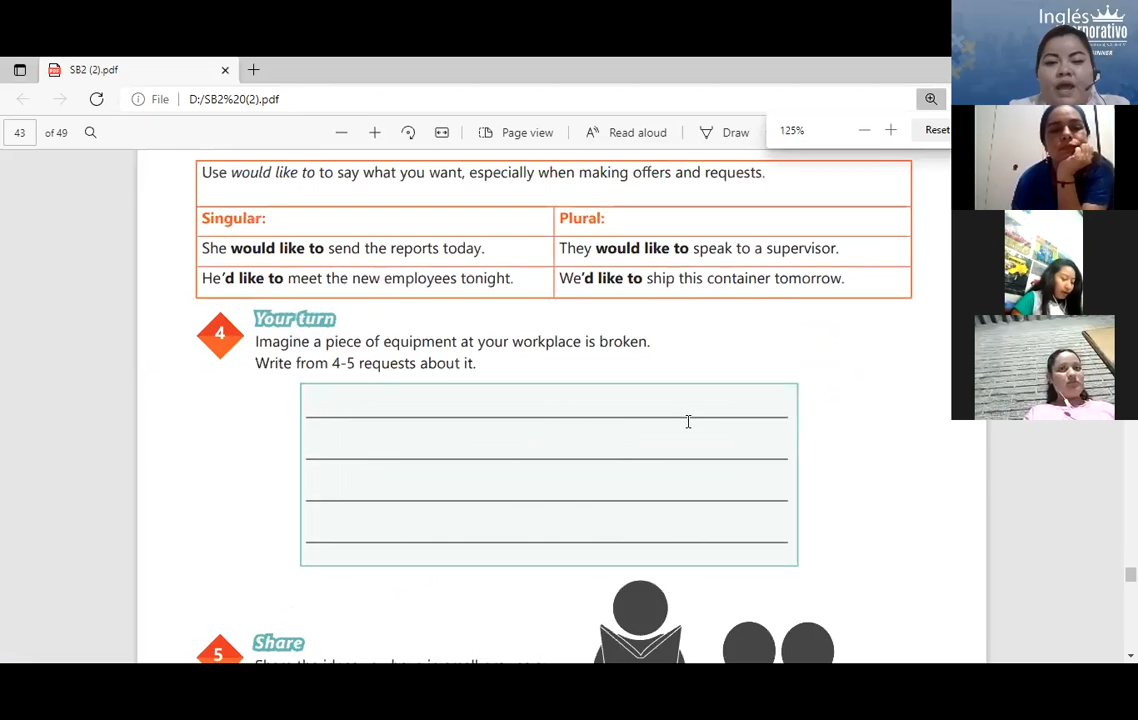 Inglés
orporativo
INNER
SB2 (2).pdf
File
D:/SB2%20(2).pdf
43
of 49
Page view
Read aloud
Draw
125%
Reset
Use would like to to say what you want, especially when making offers and requests.
Singular:
Plural:
She would like to send the reports today.
They would like to speak to a supervisor.
He'd like to meet the new employees tonight.
We'd like to ship this container tomorrow.
4
Your turn
Imagine a piece of equipment at your workplace is broken.
Write from 4-5 requests about it.
5
Share